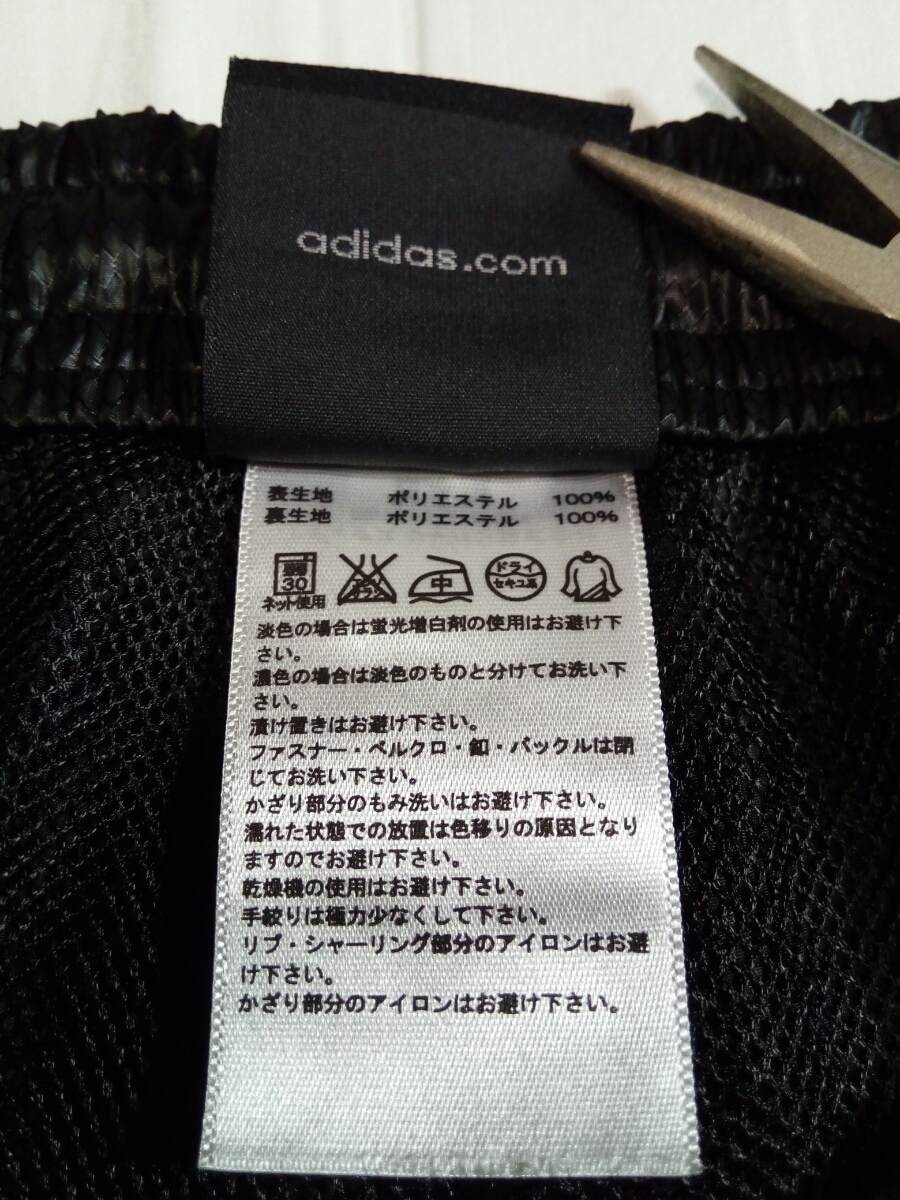 adidas.com
表生地 ポリエステル 100%
裏生地 ポリエステル 100%
弱
30
ネット使用
エンソ
サラシ
中
ドライ
セキユ系
淡色の場合は蛍光増白剤の使用はお避け下
さい。
濃色の場合は淡色のものと分けてお洗い下
さい。
漬け置きはお避け下さい。
ファスナー・ベルクロ・釦・バックルは閉
じてお洗い下さい。
かざり部分のもみ洗いはお避け下さい。
濡れた状態での放置は色移りの原因となり
ますのでお避け下さい。
乾燥機の使用はお避け下さい。
手絞りは極力少なくして下さい。
リブ・シャーリング部分のアイロンはお避
け下さい。
かざり部分のアイロンはお避け下さい。